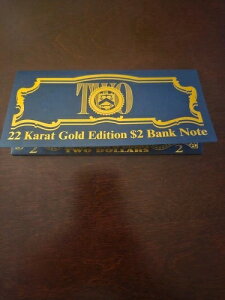 TWO
22 Karat Gold Edition $2 Bank Note
2 TWO DOLLARS 2